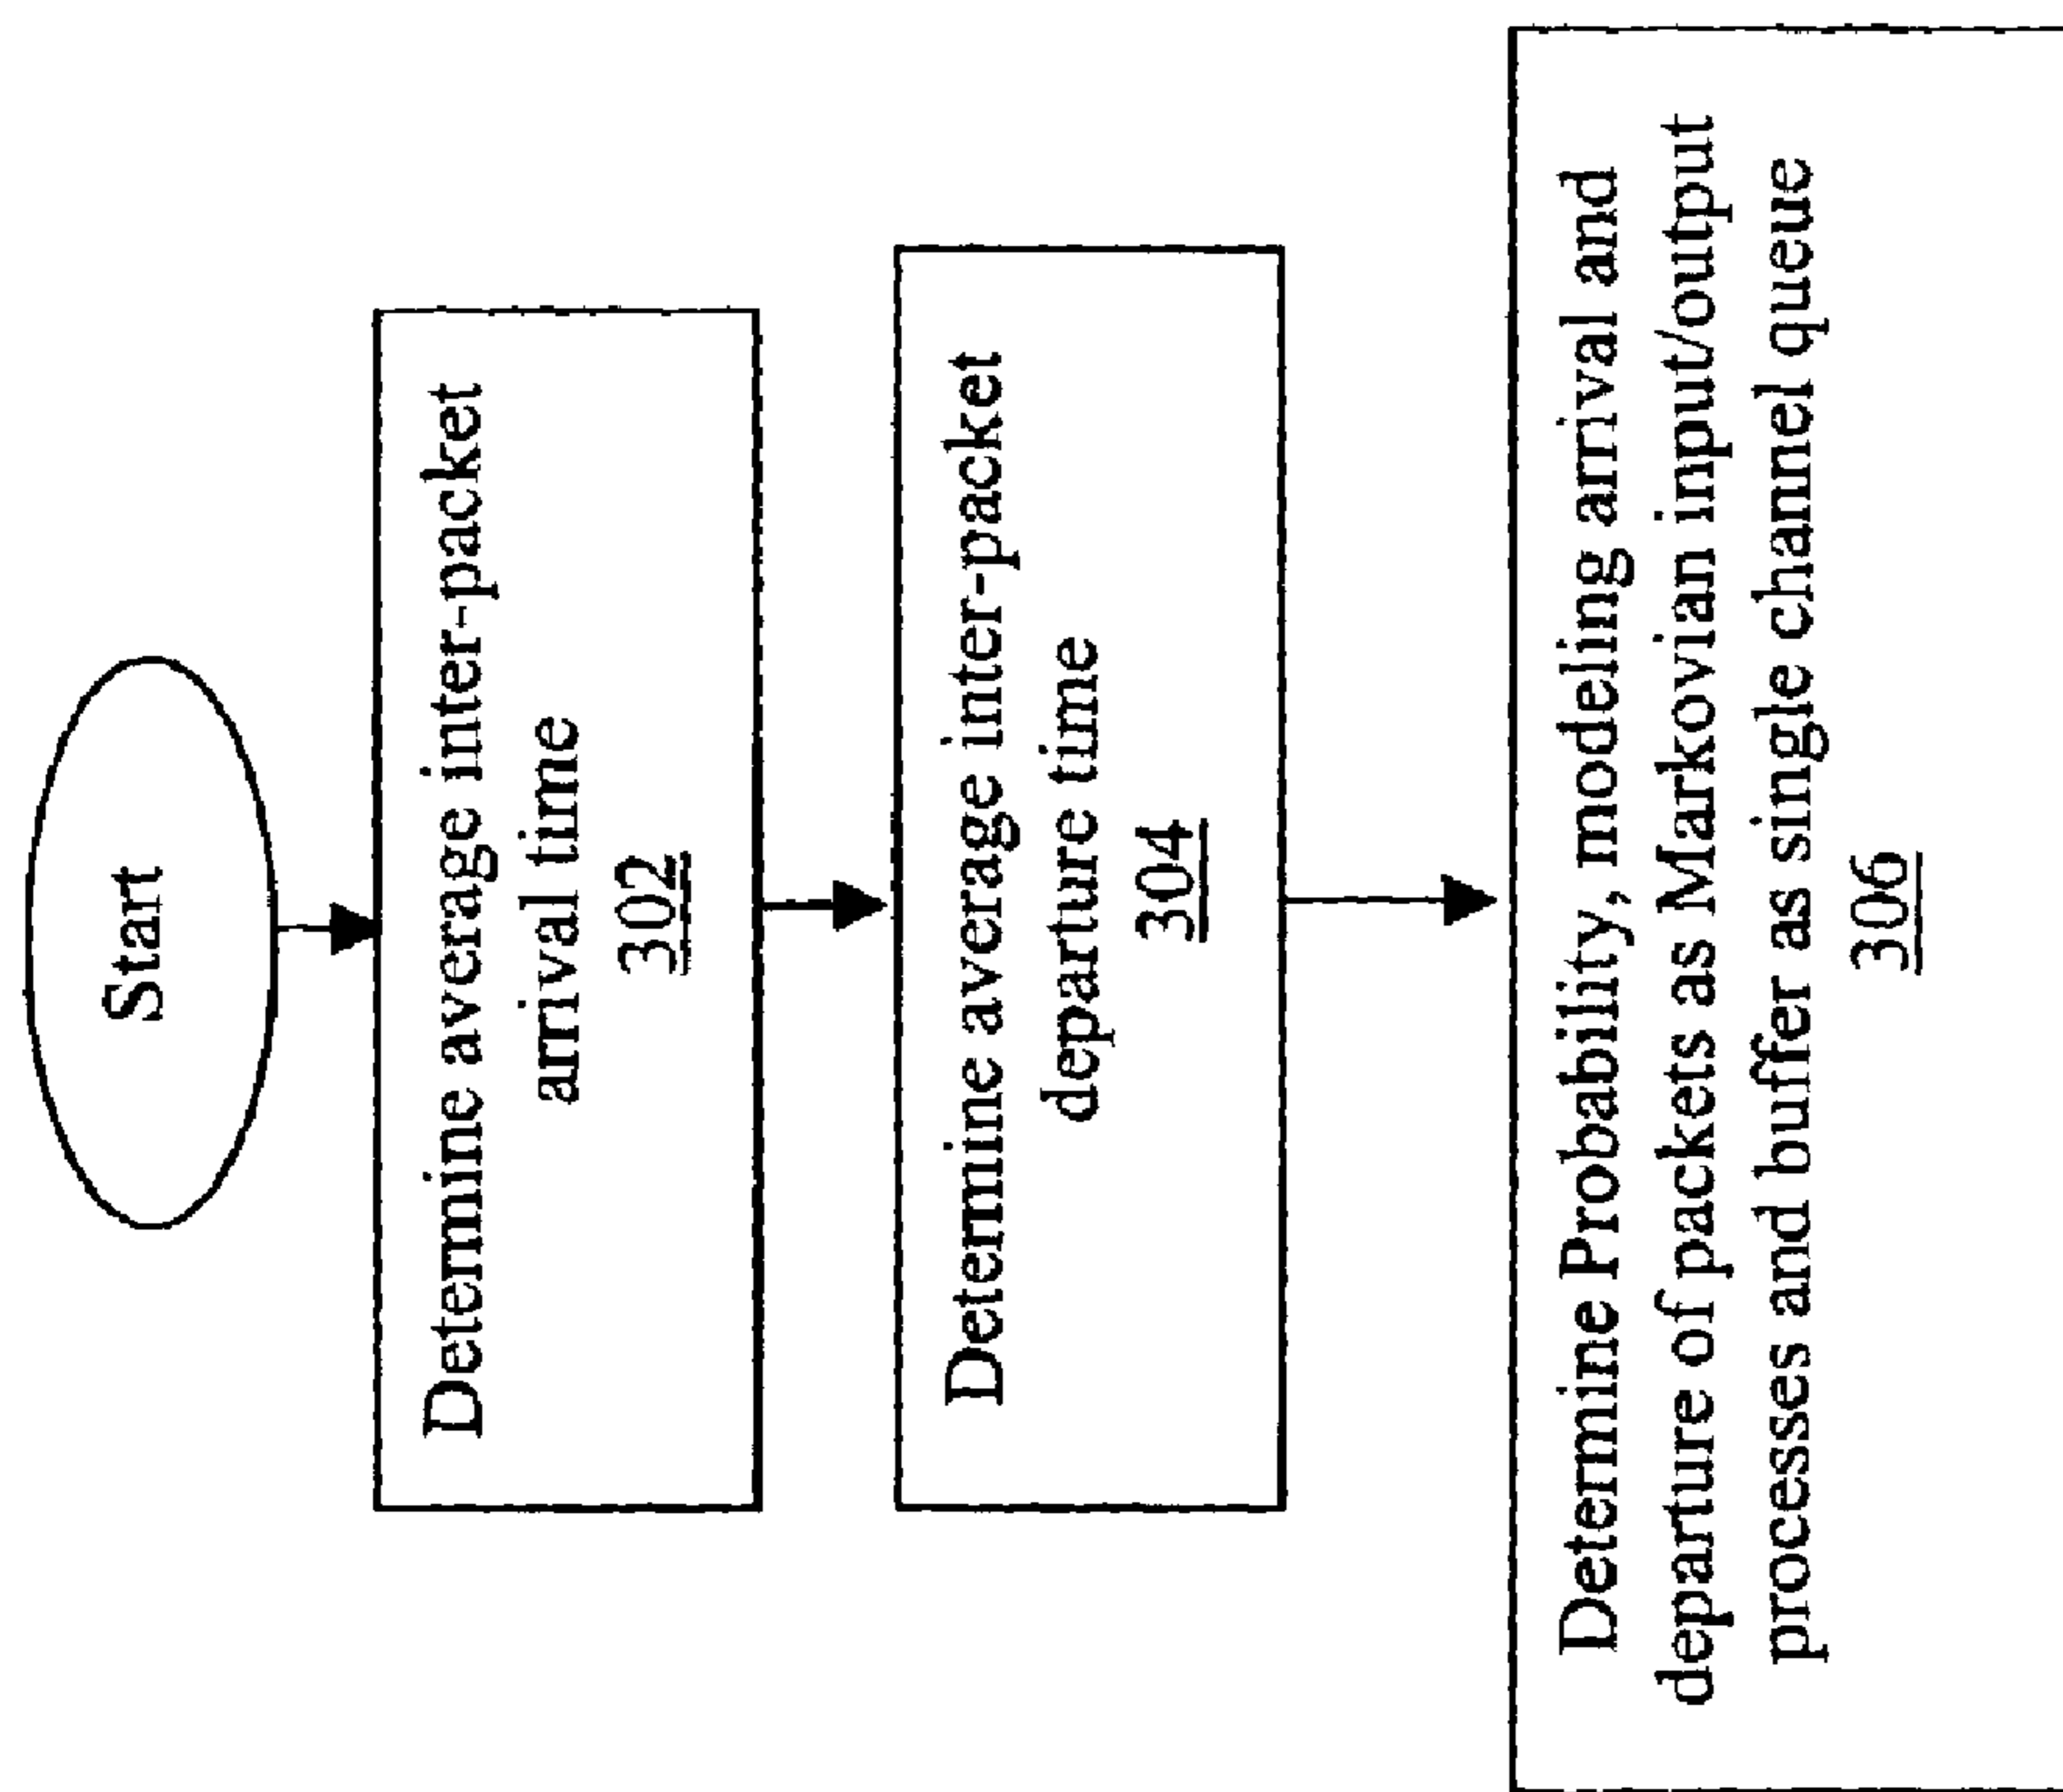 Start
Determine average inter-packet
arrival time
302
Determine average inter-packet
departure time
304
Determine Probability, modeling arrival and
departure of packets as Markovian input/output
processes and buffer as single channel queue
306